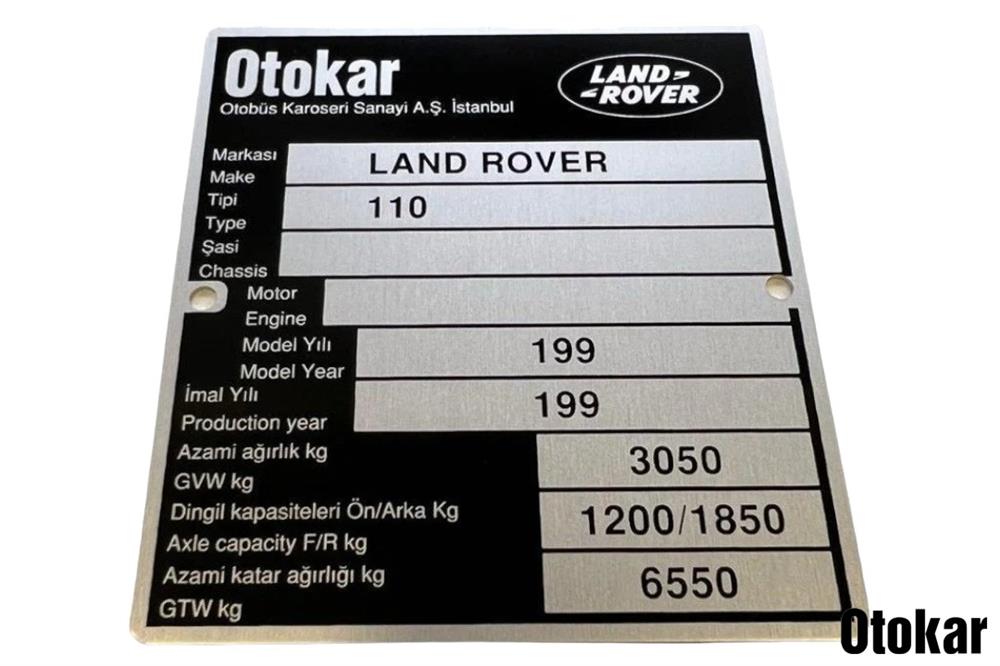 Otokar
Otobüs Karoseri Sanayi A.Ş. İstanbul
LAND
ROVER
Markası
Make
LAND ROVER
Tipi
Type
110
Şasi
Chassis
Motor
Engine
Model Yılı
Model Year
199
İmal Yılı
Production year
199
Azami ağırlık kg
GVW kg
3050
Dingil kapasiteleri Ön/Arka Kg
Axle capacity F/R kg
1200/1850
Azami katar ağırlığı kg
GTW kg
6550
Otokar